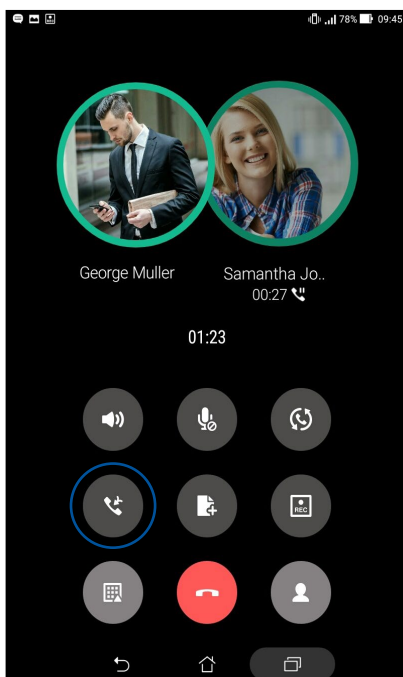 78% 09:45
George Muller
Samantha Jo..
00:27
01:23
REC